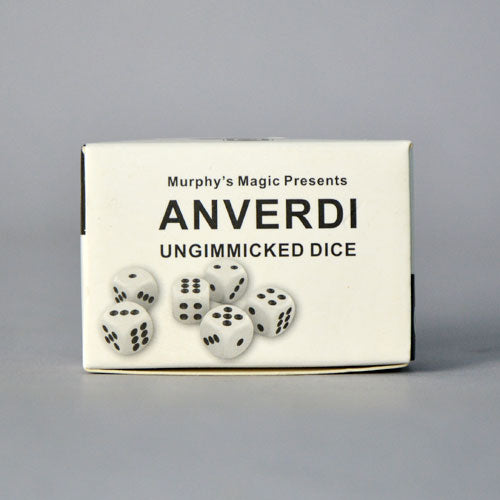 Murphy's Magic Presents
ANVERDI
UNGIMMICKED DICE